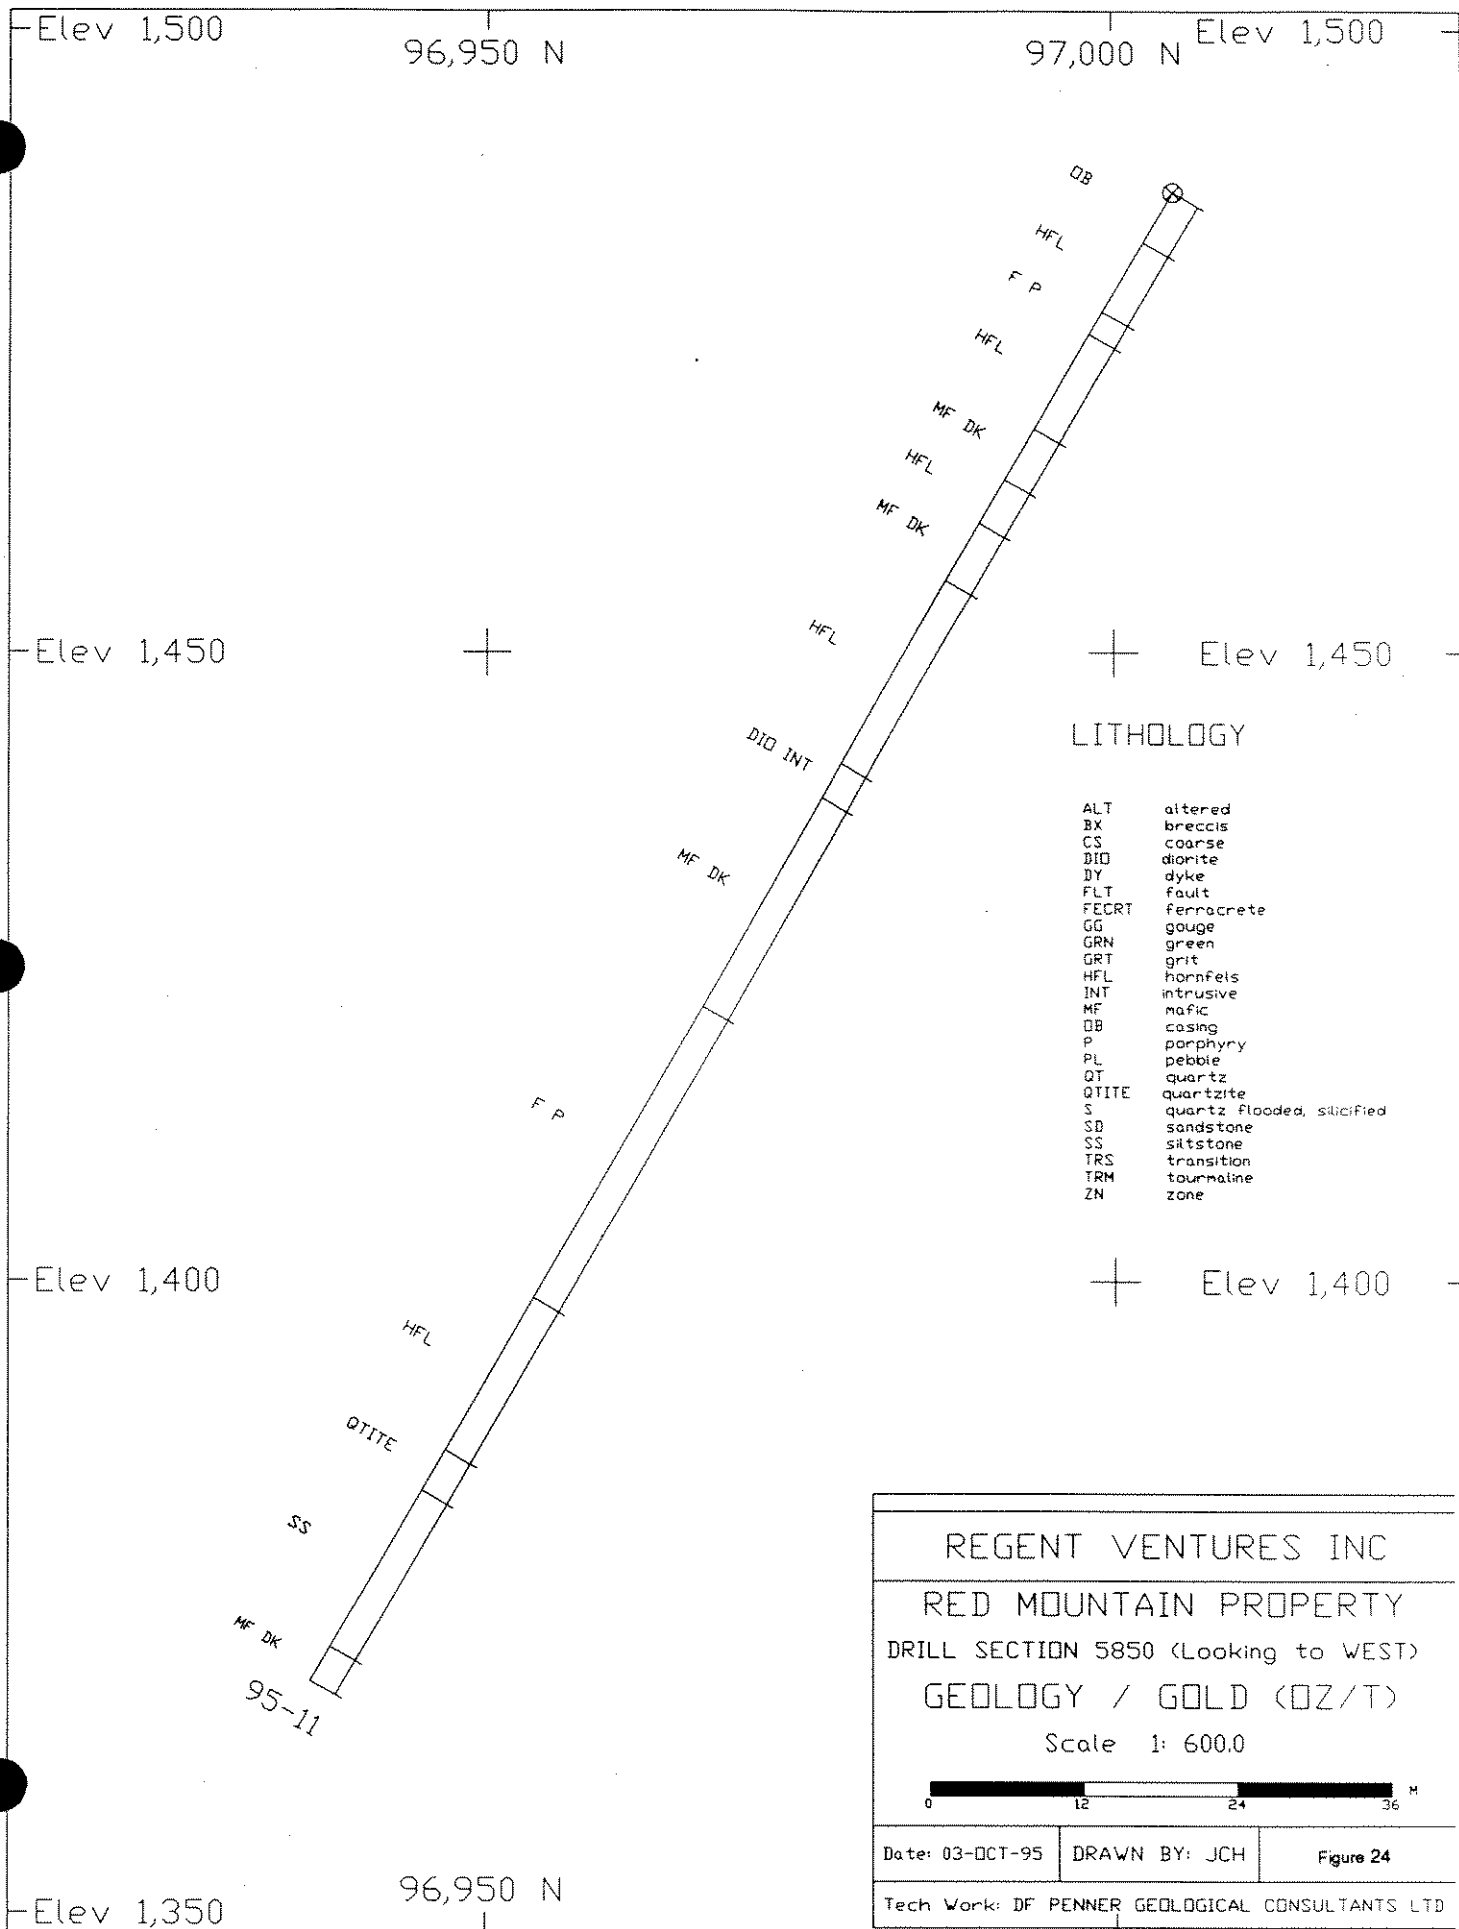 Elev 1,500
96,950 N
97,000 N
Elev 1,500
OB
HFL
F P
HFL
MF DK
HFL
MF DK
Elev 1,450
HFL
Elev 1,450
DIO INT
MF DK
F P
Elev 1,400
Elev 1,400
HFL
QTITE
SS
MF DK
95-11
96,950 N
Elev 1,350
LITHOLOGY
ALT altered
BX breccis
CS coarse
DIO diorite
DY dyke
FLT fault
FECRT ferrocrete
GG gouge
GRN green
GRT grit
HFL hornfels
INT intrusive
MF mafic
OB casing
P porphyry
PL pebble
QT quartz
QTITE quartzite
S quartz flooded, silicified
SD sandstone
SS siltstone
TRS transition
TRM tourmaline
ZN zone
REGENT VENTURES INC
RED MOUNTAIN PROPERTY
DRILL SECTION 5850 (Looking to WEST)
GEOLOGY / GOLD (OZ/T)
Scale 1: 600.0
0 12 24 36 M
Date: 03-OCT-95 DRAWN BY: JCH Figure 24
Tech Work: DF PENNER GEOLOGICAL CONSULTANTS LTD